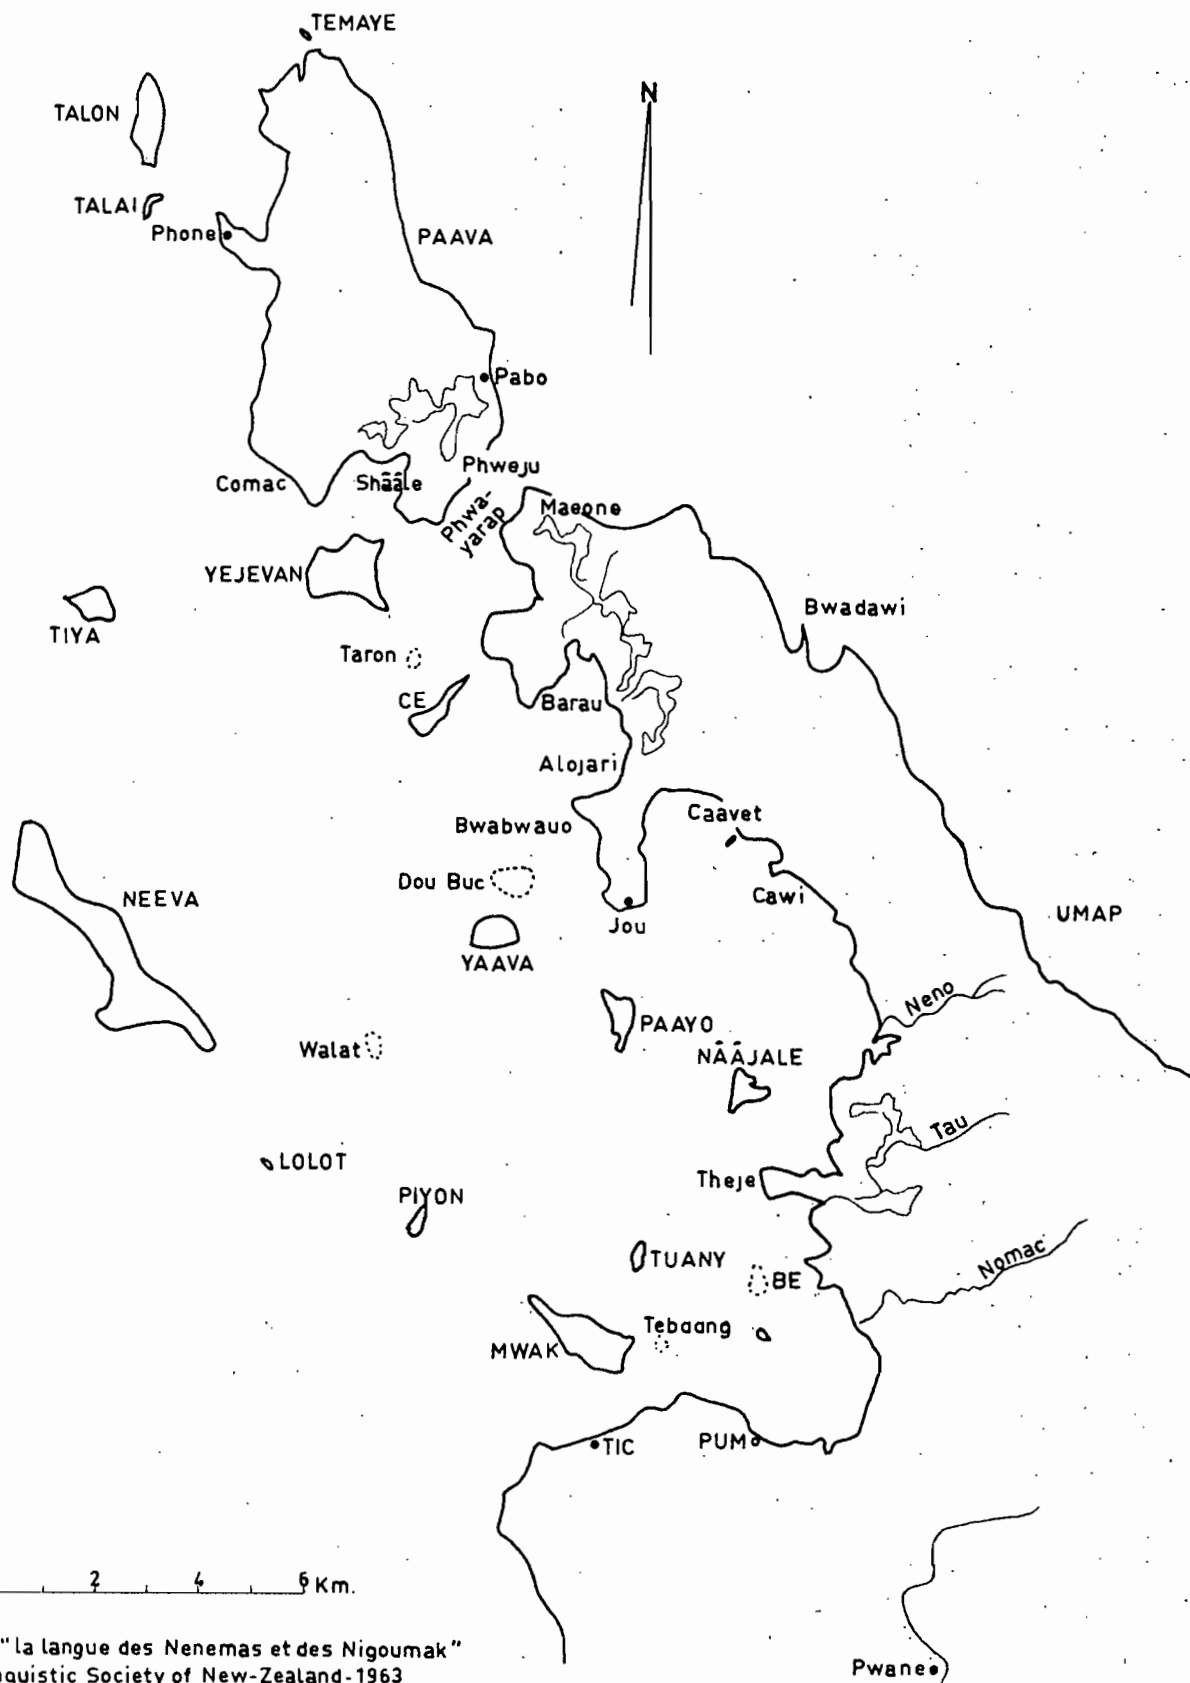 TEMAYE
TALON
N
TALAI
Phone
PAAVA
Pabo
Phweju
Comac
Shããle
Maeone
Phwa-
yarap
YEJEVAN
TIYA
Bwadawi
Taron
CE
Barau
Alojari
Caavet
Bwabwauo
Dou Buc
NEEVA
Cawi
UMAP
Jou
YAAVA
Neno
PAAYO
Walat
NÃÃJALE
Tau
LOLOT
Theje
PIYON
TUANY
BE
Nomac
Tebaang
MWAK
TIC
PUM
2 4 6 Km.
"la langue des Nenemas et des Nigoumak"
Society of New-Zealand-1963
Pwane